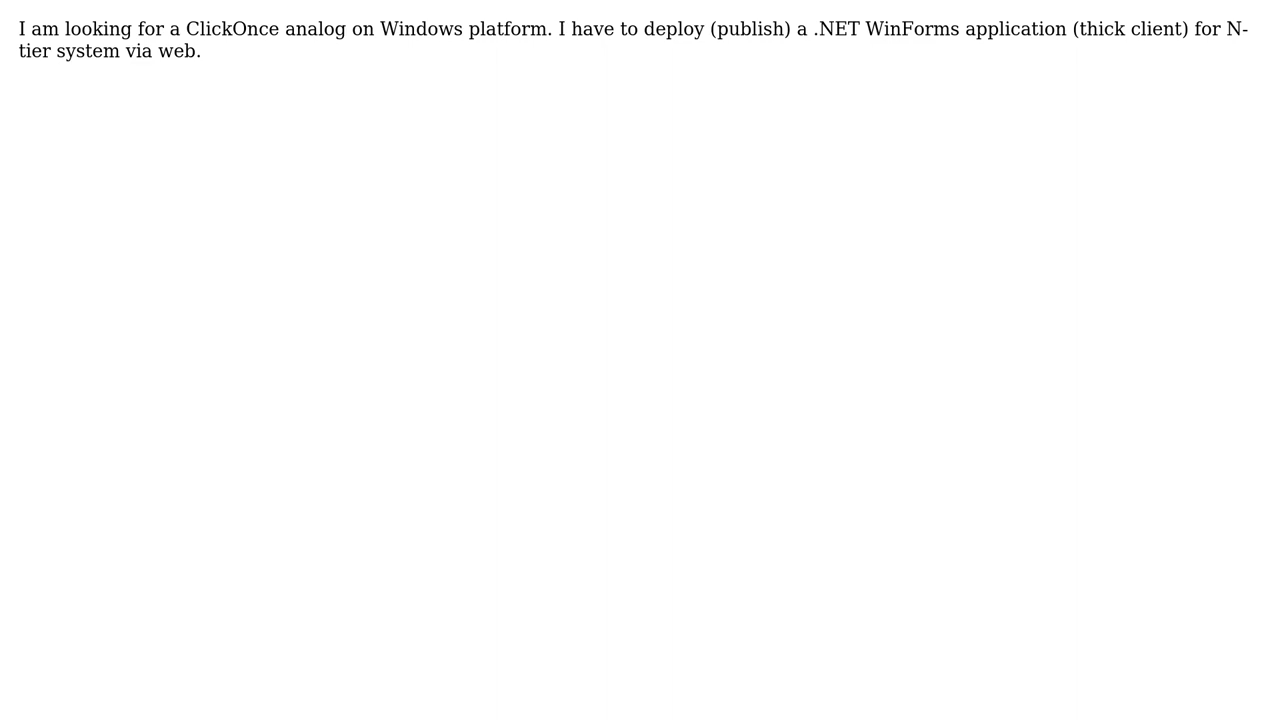 I am looking for a ClickOnce analog on Windows platform. I have to deploy (publish) a .NET WinForms application (thick client) for N-
tier system via web.